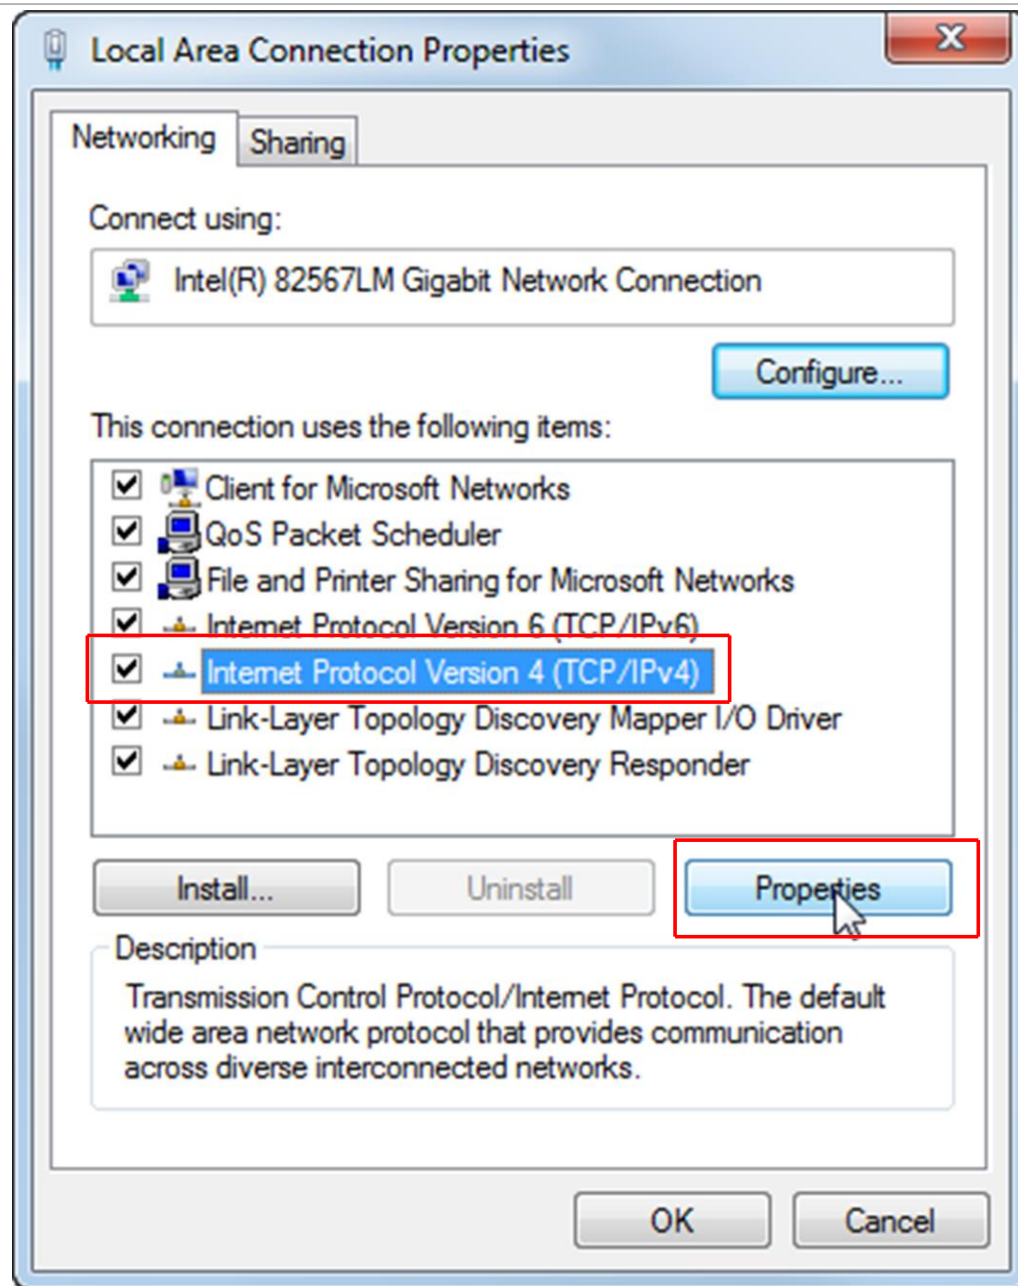 Local Area Connection Properties
Networking
Sharing
Connect using:
Intel(R) 82567LM Gigabit Network Connection
Configure...
This connection uses the following items:
Client for Microsoft Networks
QoS Packet Scheduler
File and Printer Sharing for Microsoft Networks
Internet Protocol Version 6 (TCP/IPv6)
Internet Protocol Version 4 (TCP/IPv4)
Link-Layer Topology Discovery Mapper I/O Driver
Link-Layer Topology Discovery Responder
Install...
Uninstall
Properties
Description
Transmission Control Protocol/Internet Protocol. The default
wide area network protocol that provides communication
across diverse interconnected networks.
OK
Cancel